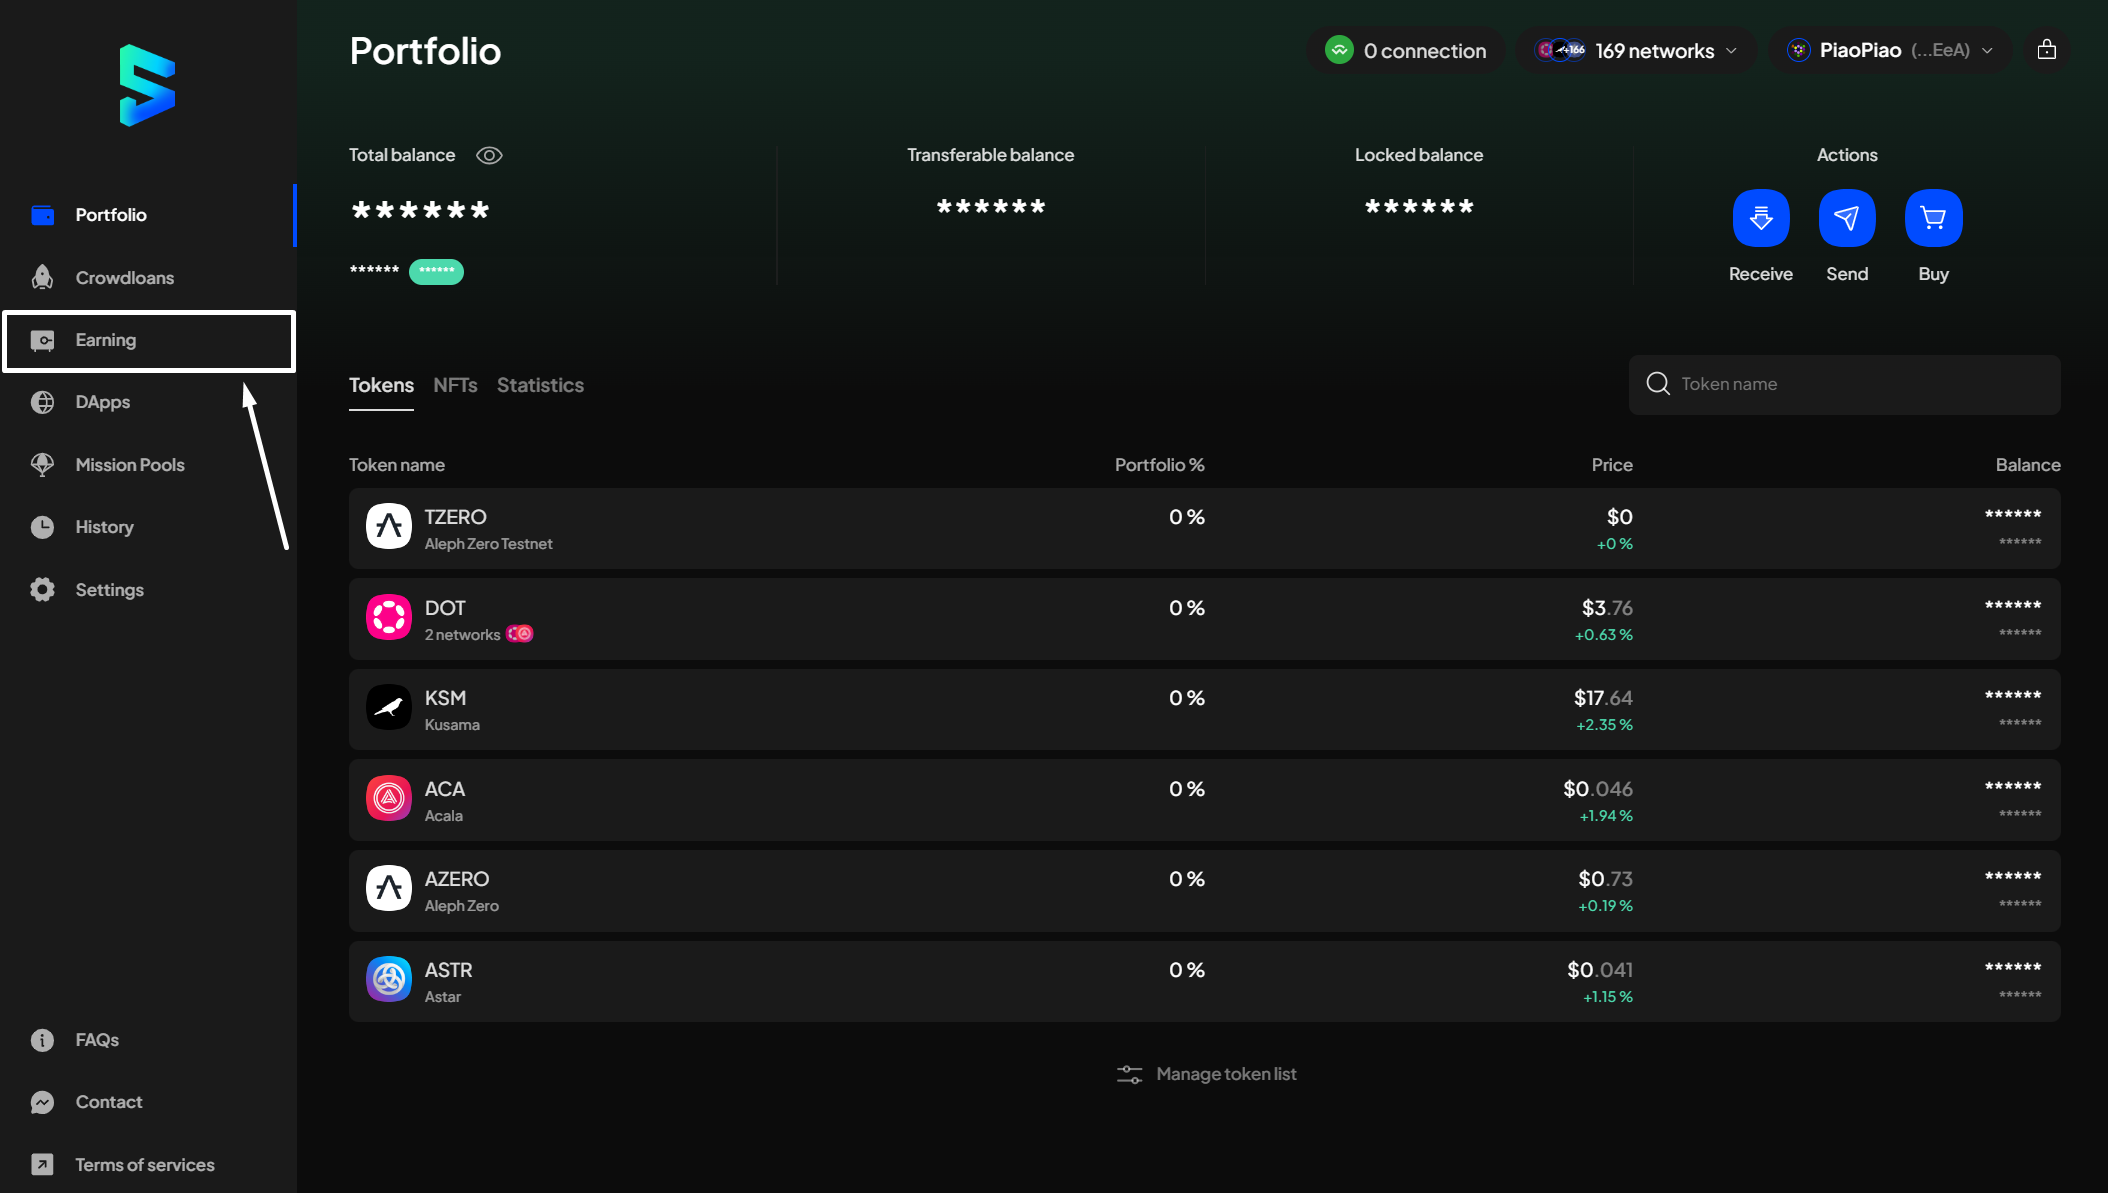 Portfolio
0 connection
+166
169 networks
PiaoPiao (...EeA)
Portfolio
Crowdloans
Earning
DApps
Mission Pools
History
Settings
FAQs
Contact
Terms of services
Total balance
******
****** ******
Transferable balance
******
Locked balance
******
Actions
Receive Send Buy
Tokens NFTs Statistics
Token name
Token name Portfolio % Price Balance
TZERO 0 % $0 ******
Aleph Zero Testnet +0 % ******
DOT 0 % $3.76 ******
2 networks +0.63 % ******
KSM 0 % $17.64 ******
Kusama +2.35 % ******
ACA 0 % $0.046 ******
Acala +1.94 % ******
AZERO 0 % $0.73 ******
Aleph Zero +0.19 % ******
ASTR 0 % $0.041 ******
Astar +1.15 % ******
Manage token list